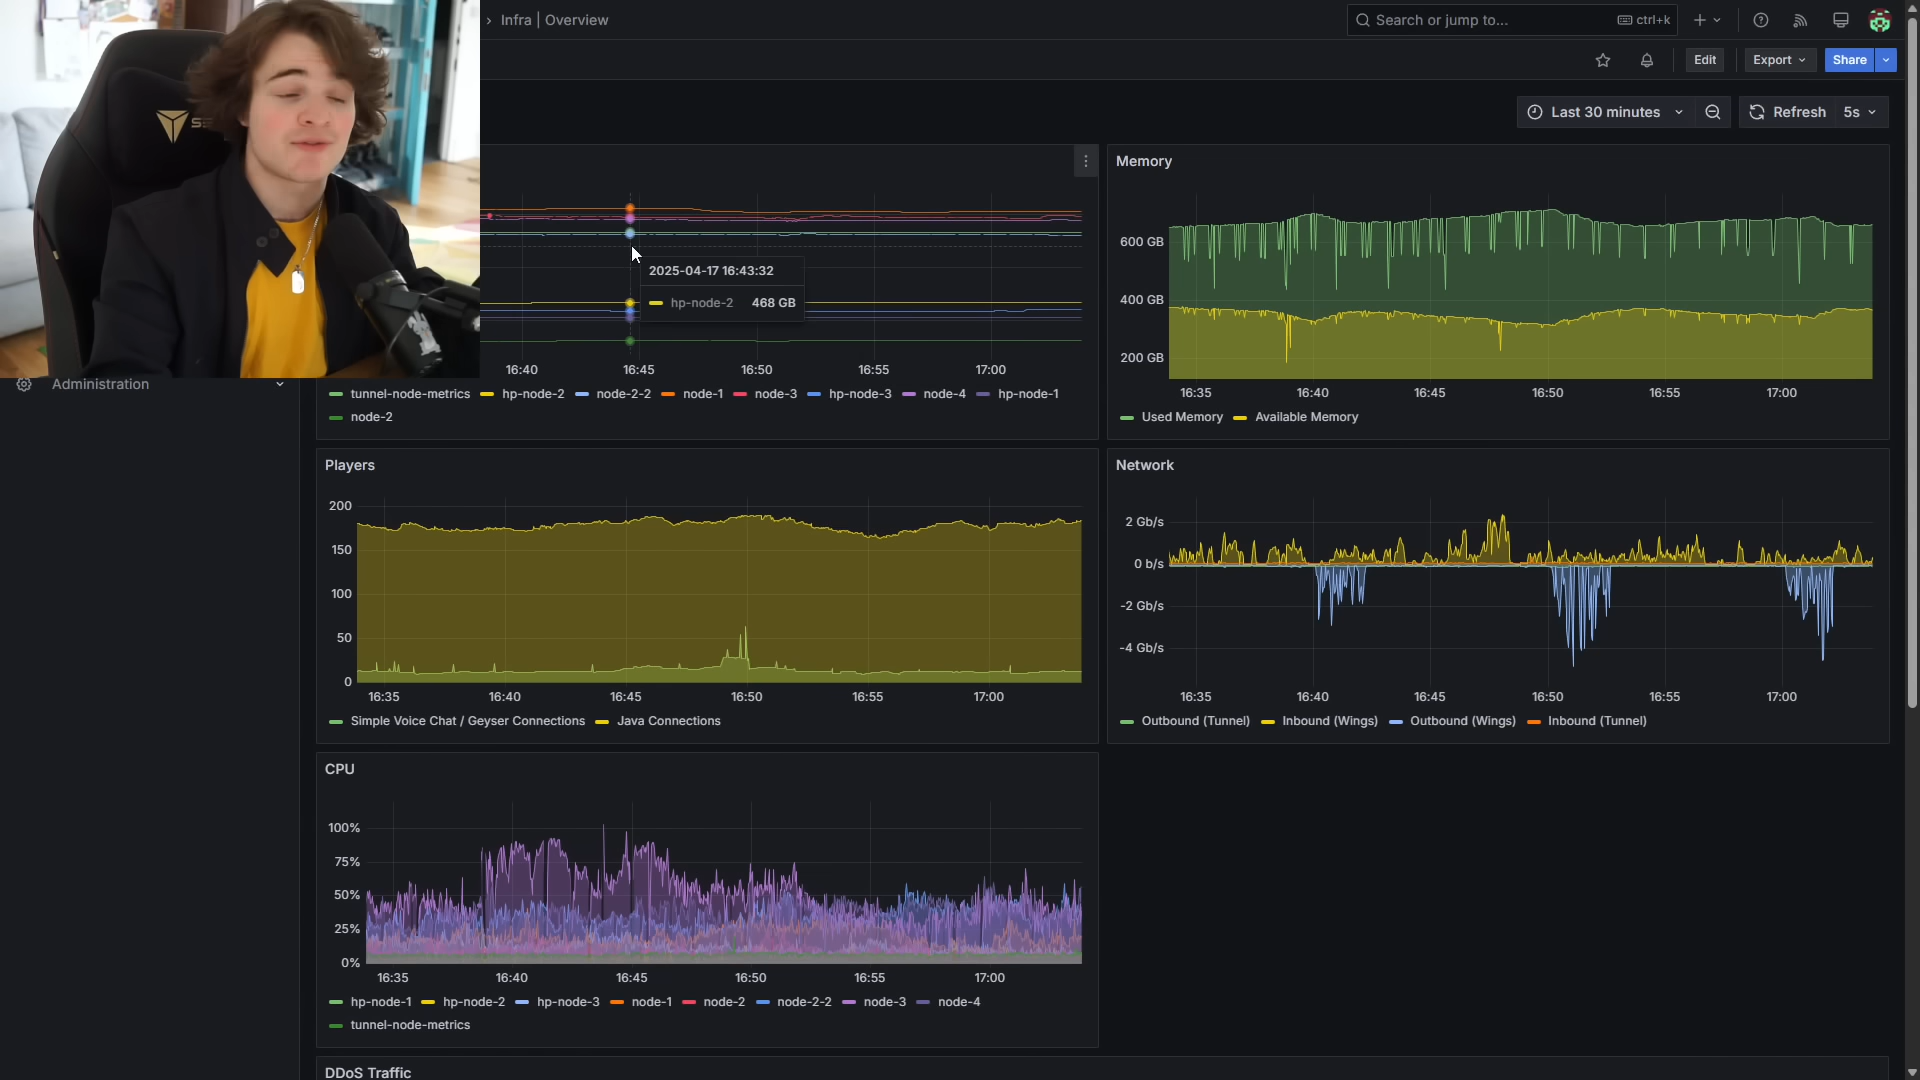 › Infra | Overview
Search or jump to...
ctrl+k
Edit
Export
Share
Last 30 minutes
Refresh
5s
2025-04-17 16:43:32
hp-node-2 468 GB
16:40 16:45 16:50 16:55 17:00
tunnel-node-metrics hp-node-2 node-2-2 node-1 node-3 hp-node-3 node-4 hp-node-1
node-2
Administration
Memory
600 GB
400 GB
200 GB
16:35 16:40 16:45 16:50 16:55 17:00
Used Memory Available Memory
Players
200
150
100
50
0
16:35 16:40 16:45 16:50 16:55 17:00
Simple Voice Chat / Geyser Connections Java Connections
Network
2 Gb/s
0 b/s
-2 Gb/s
-4 Gb/s
16:35 16:40 16:45 16:50 16:55 17:00
Outbound (Tunnel) Inbound (Wings) Outbound (Wings) Inbound (Tunnel)
CPU
100%
75%
50%
25%
0%
16:35 16:40 16:45 16:50 16:55 17:00
hp-node-1 hp-node-2 hp-node-3 node-1 node-2 node-2-2 node-3 node-4
tunnel-node-metrics
DDoS Traffic